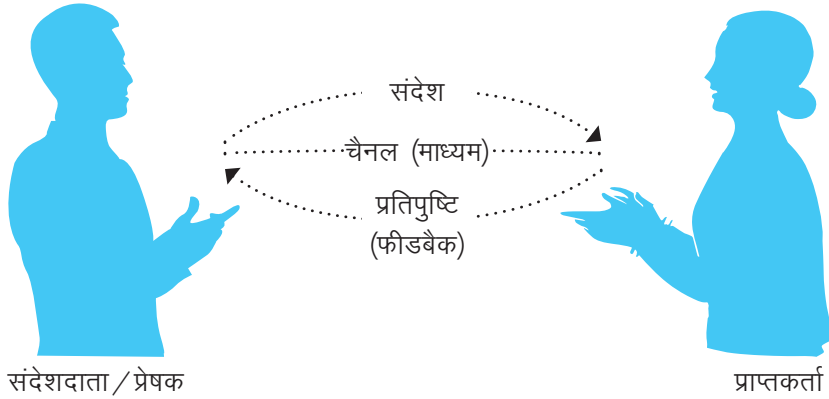 संदेश
चैनल (माध्यम)
प्रतिपुष्टि
(फीडबैक)
संदेशदाता / प्रेषक
प्राप्तकर्ता